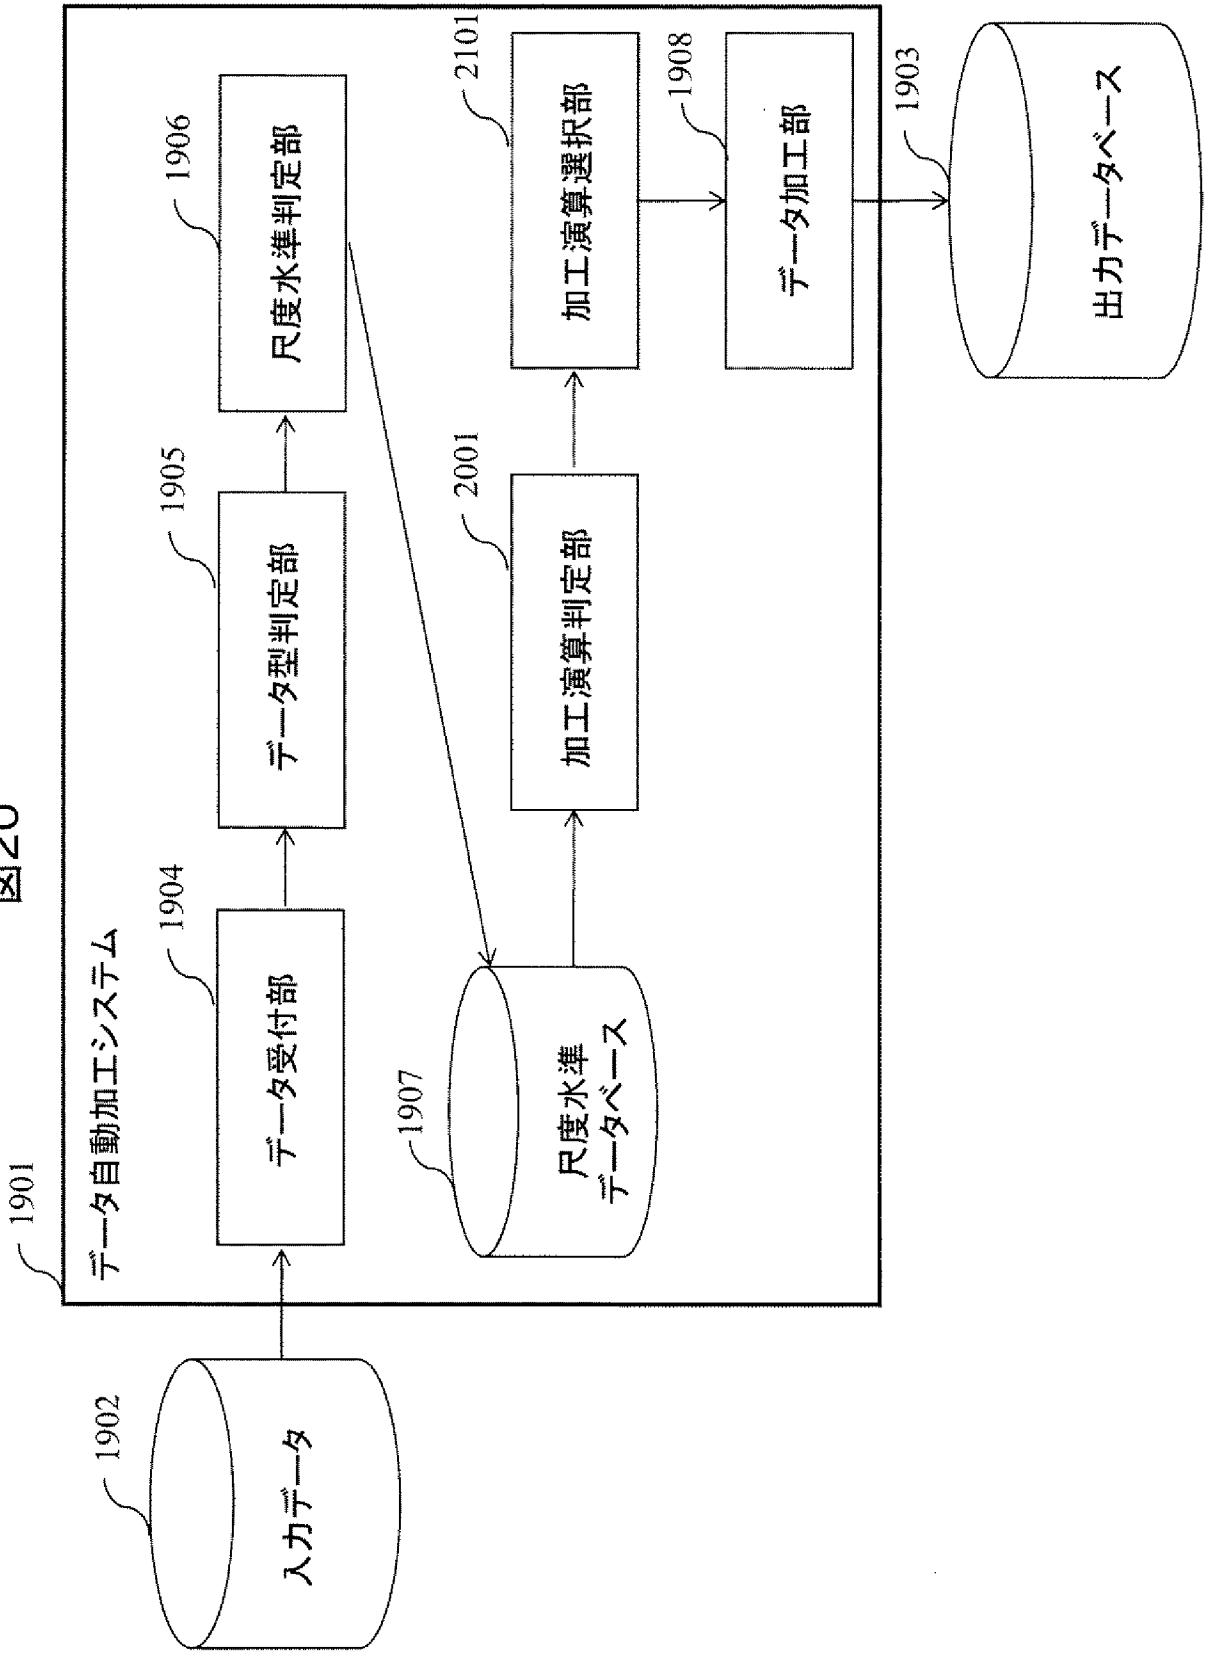 図20
1901
データ自動加工システム
1902
入力データ
1904
データ受付部
1905
データ型判定部
1906
尺度水準判定部
1907
尺度水準
データベース
2001
加工演算判定部
2101
加工演算選択部
1908
データ加工部
1903
出力データベース